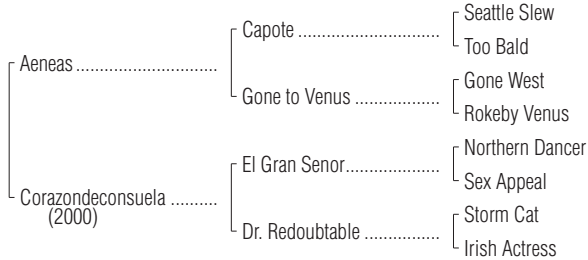 Seattle Slew
Capote ...............................
Too Bald
Aeneas ..............................
Gone West
Gone to Venus ..................
Rokeby Venus
Northern Dancer
El Gran Senor....................
Sex Appeal
Corazondeconsuela ..........
(2000)
Storm Cat
Dr. Redoubtable ................
Irish Actress